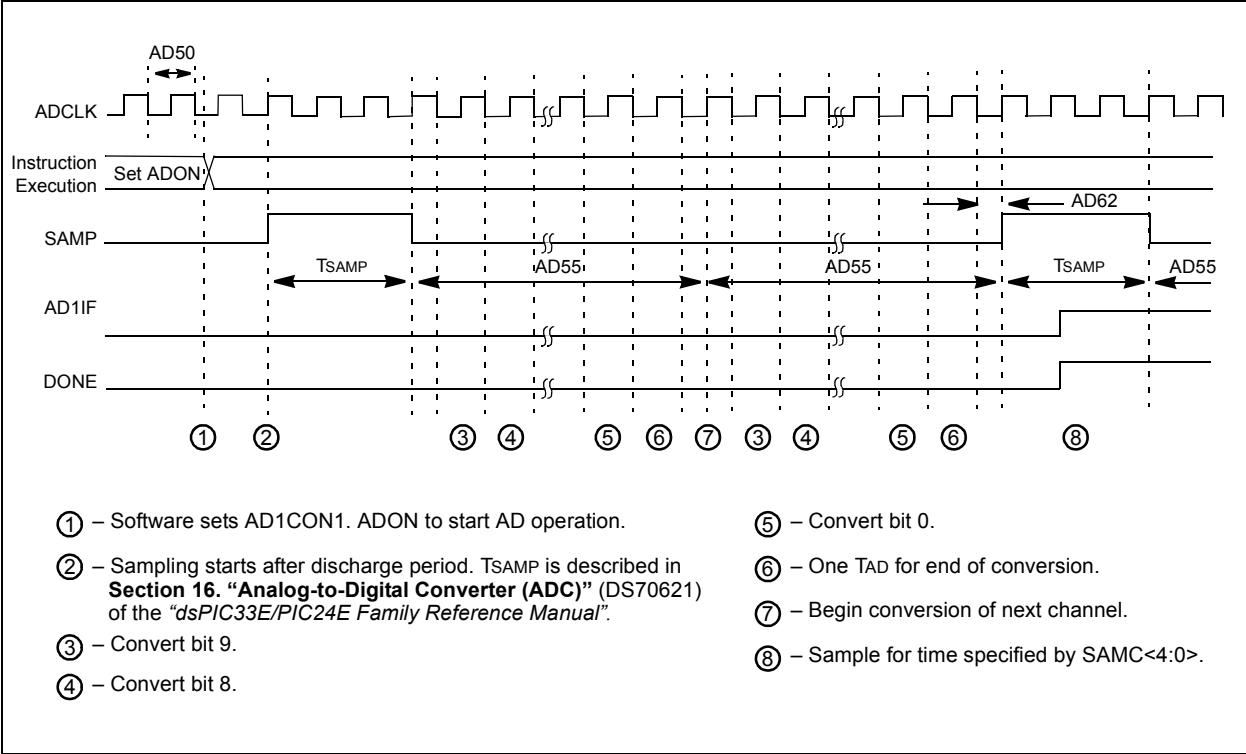 AD50
ADCLK
Instruction
Execution
Set ADON
AD62
SAMP
TSAMP
AD55
AD55
TSAMP
AD55
AD1IF
DONE
1 2 3 4 5 6 7 3 4 5 6 8
1 – Software sets AD1CON1. ADON to start AD operation.
2 – Sampling starts after discharge period. TSAMP is described in
Section 16. “Analog-to-Digital Converter (ADC)” (DS70621)
of the “dsPIC33E/PIC24E Family Reference Manual”.
3 – Convert bit 9.
4 – Convert bit 8.
5 – Convert bit 0.
6 – One TAD for end of conversion.
7 – Begin conversion of next channel.
8 – Sample for time specified by SAMC<4:0>.